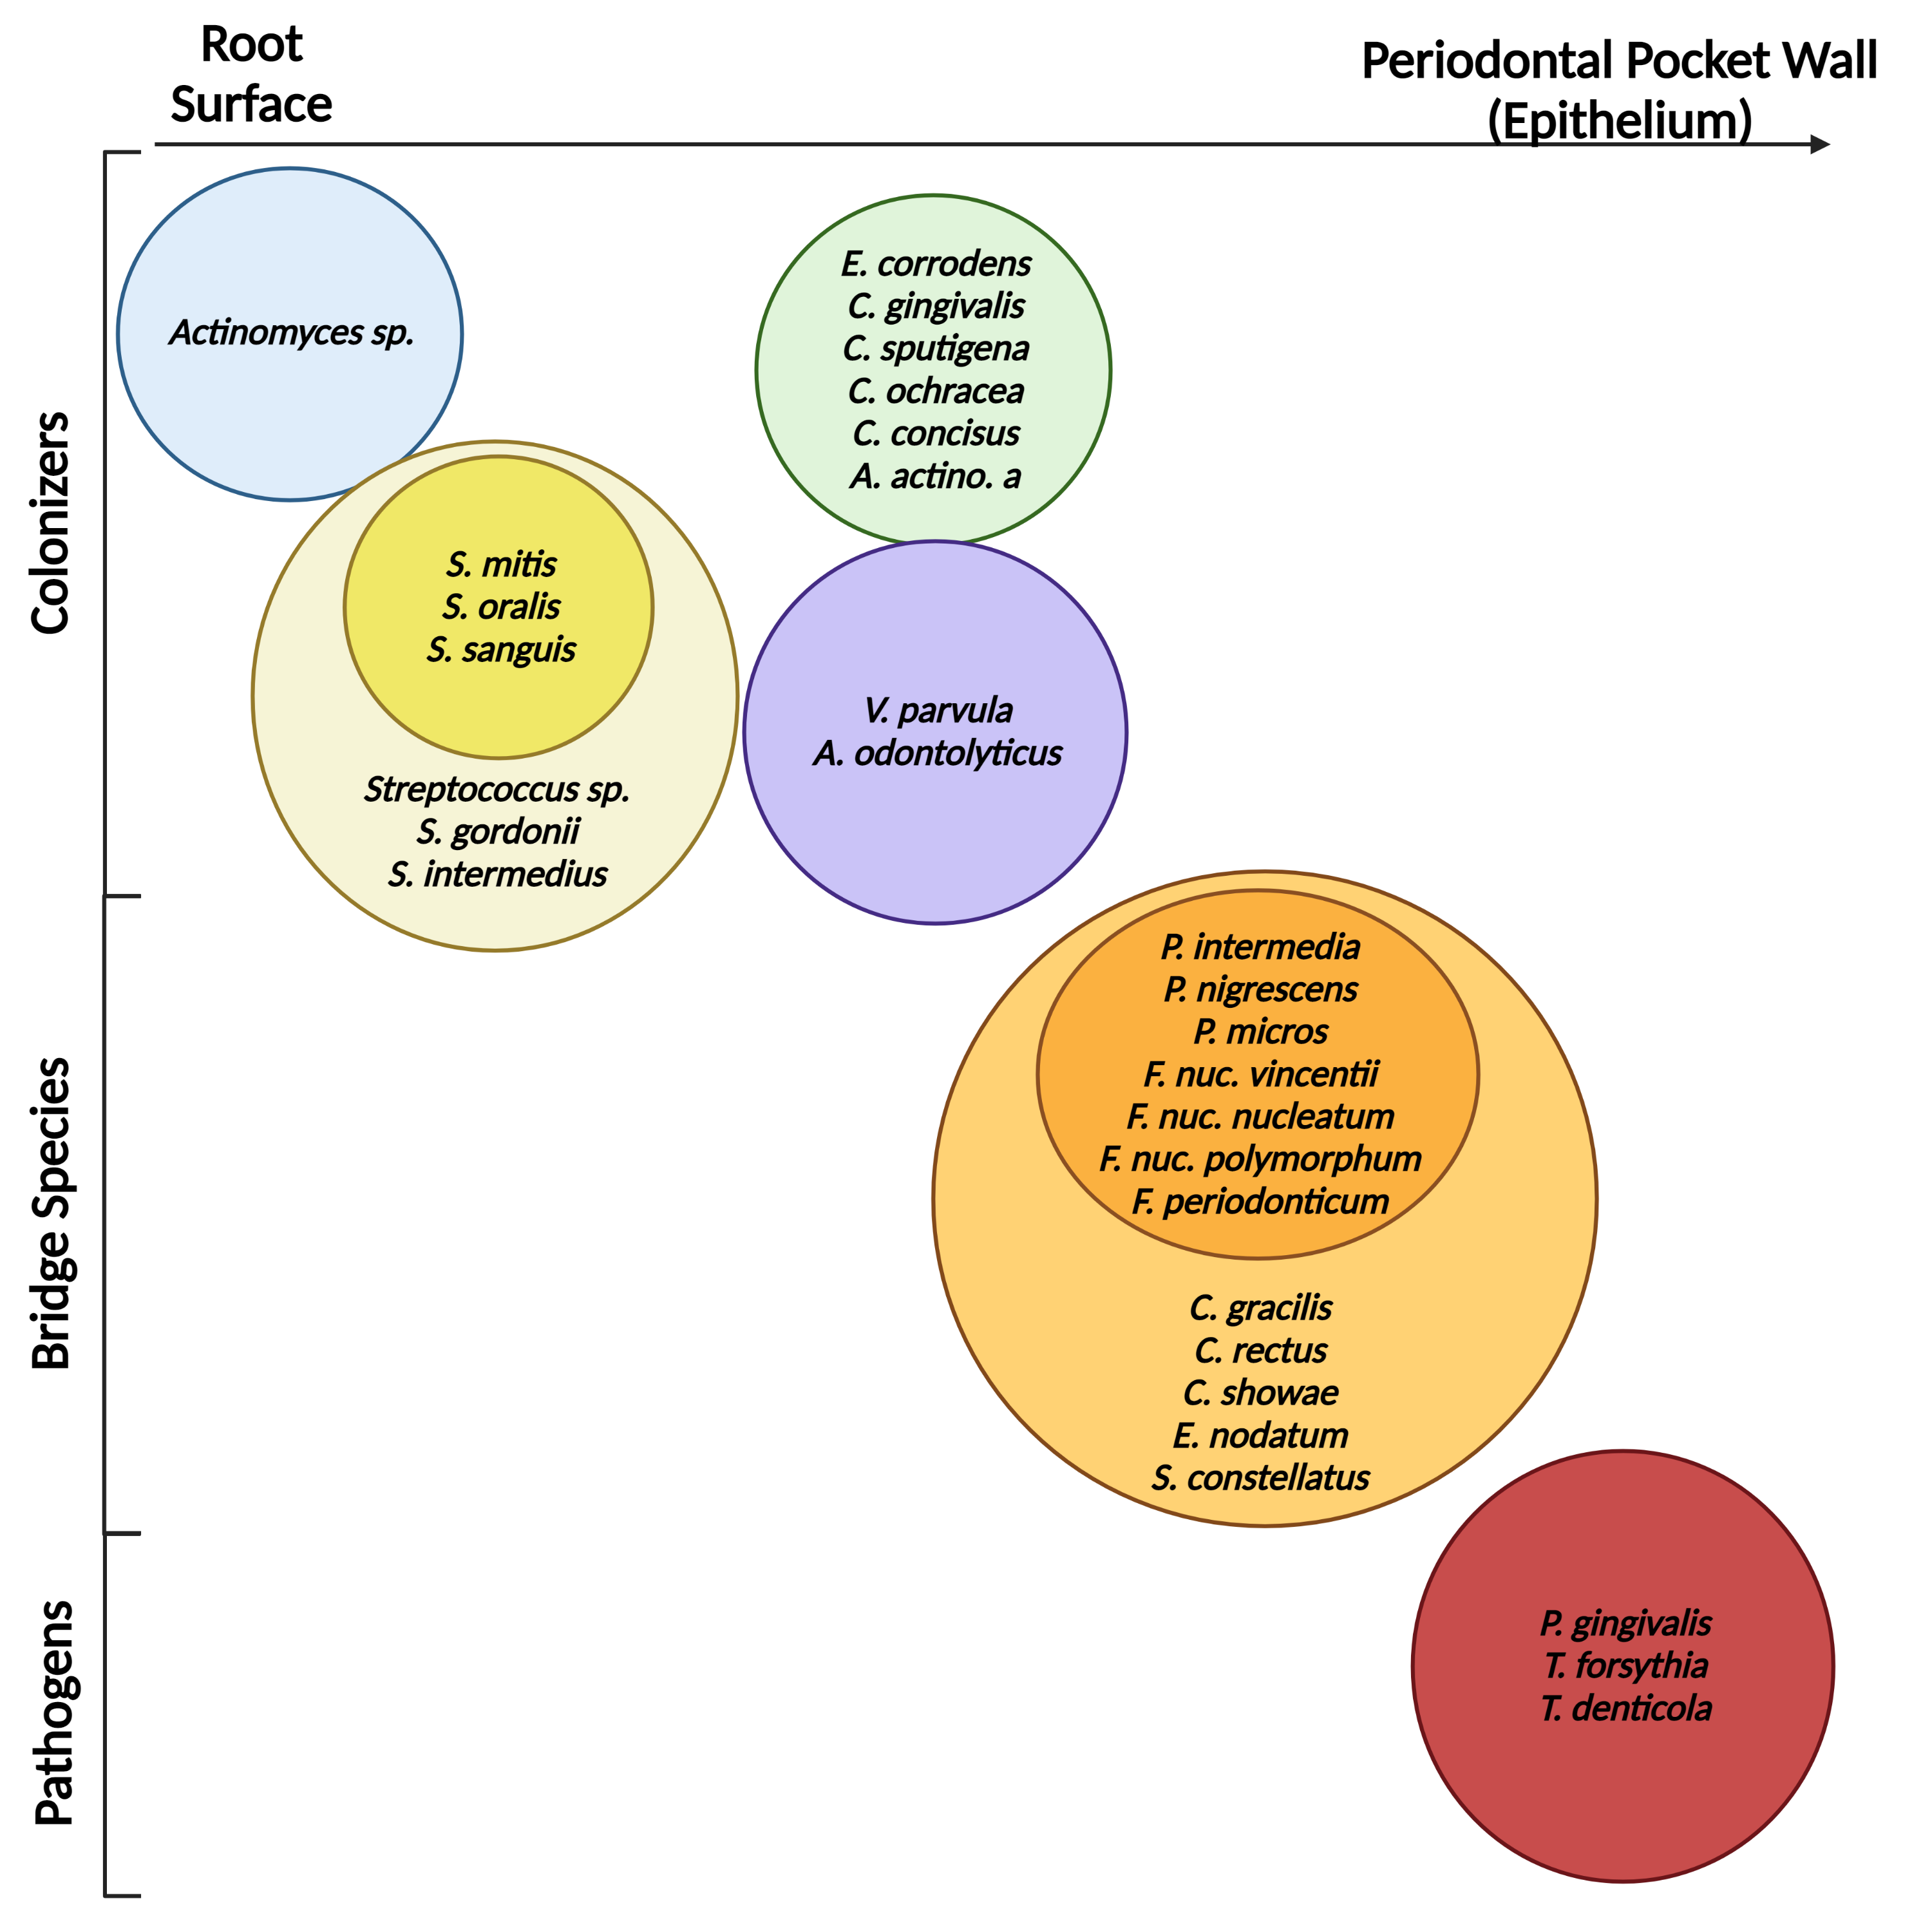 Root
Surface
Periodontal Pocket Wall
(Epithelium)
Colonizers
Actinomyces sp.
E. corrodens
C. gingivalis
C. sputigena
C. ochracea
C. concisus
A. actino. a
S. mitis
S. oralis
S. sanguis
Streptococcus sp.
S. gordonii
S. intermedius
V. parvula
A. odontolyticus
Bridge Species
P. intermedia
P. nigrescens
P. micros
F. nuc. vincentii
F. nuc. nucleatum
F. nuc. polymorphum
F. periodonticum
C. gracilis
C. rectus
C. showae
E. nodatum
S. constellatus
Pathogens
P. gingivalis
T. forsythia
T. denticola